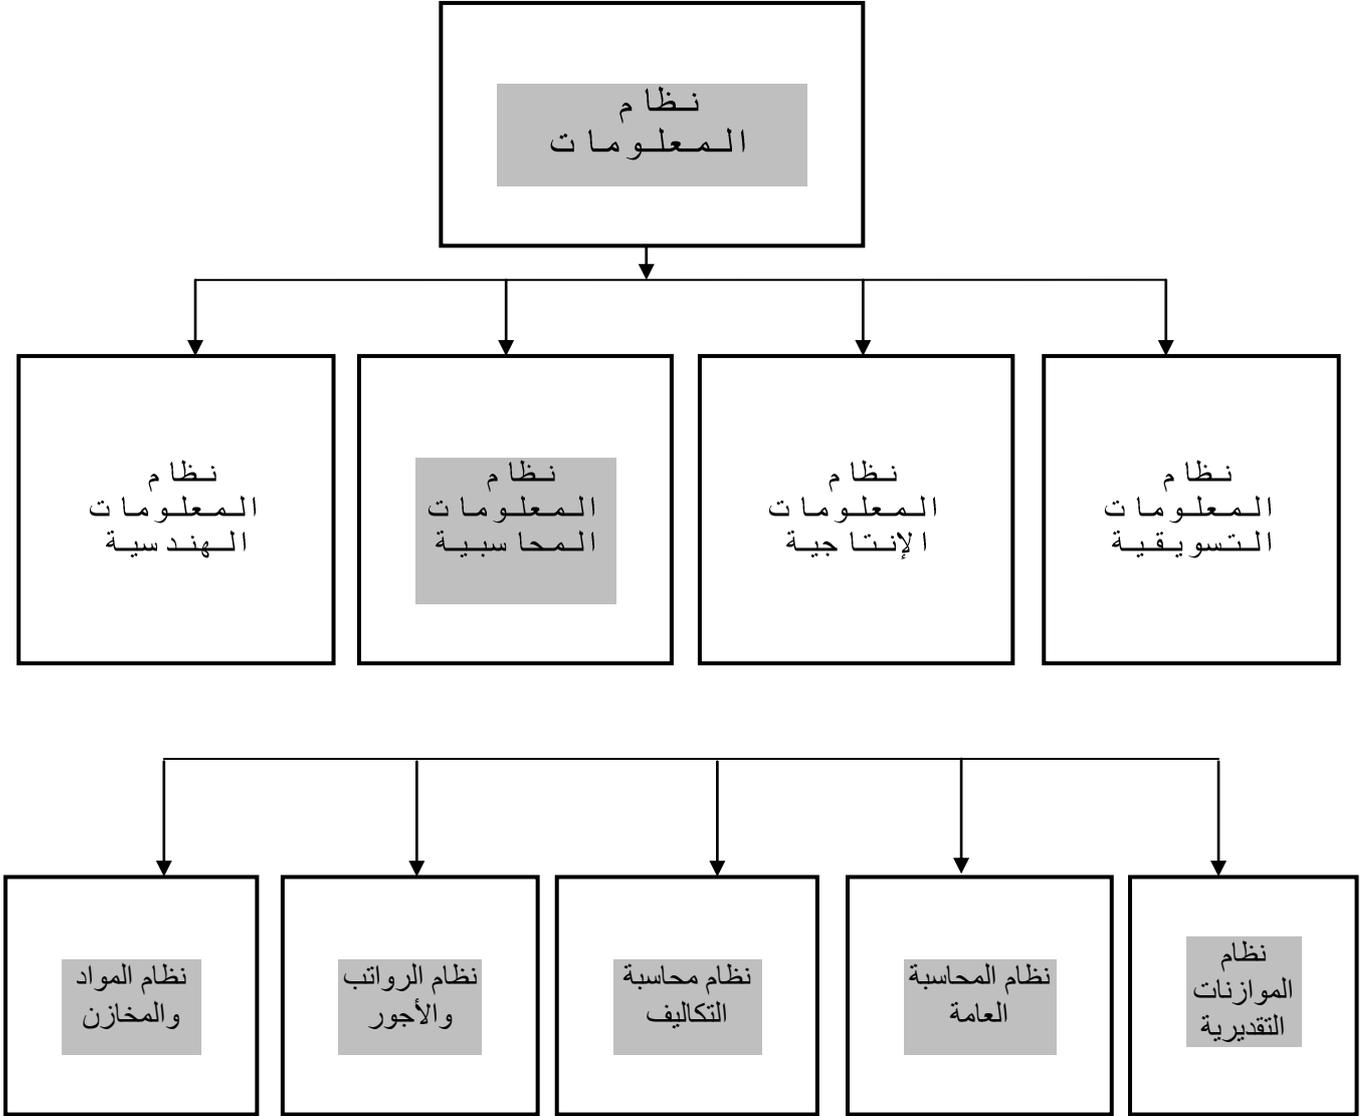 نظام
المعلومات
نظام
المعلومات
التسويقية
نظام
المعلومات
الإنتاجية
نظام
المعلومات
المحاسبية
نظام
المعلومات
الهندسية
نظام
الموازنات
التقديرية
نظام المحاسبة
العامة
نظام محاسبة
التكاليف
نظام الرواتب
والأجور
نظام المواد
والمخازن